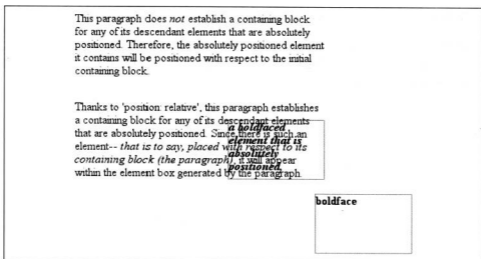 This paragraph does not establish a containing block
for any of its descendant elements that are absolutely
positioned. Therefore, the absolutely positioned element
it contains will be positioned with respect to the initial
containing block.
Thanks to 'position: relative', this paragraph establishes
a containing block for any of its descendant elements
that are absolutely positioned. Since there is such an
element-- that is to say, placed with respect to its
containing block (the paragraph), it will appear
within the element box generated by the paragraph.
a boldfaced
element that is
absolutely
positioned,
boldface